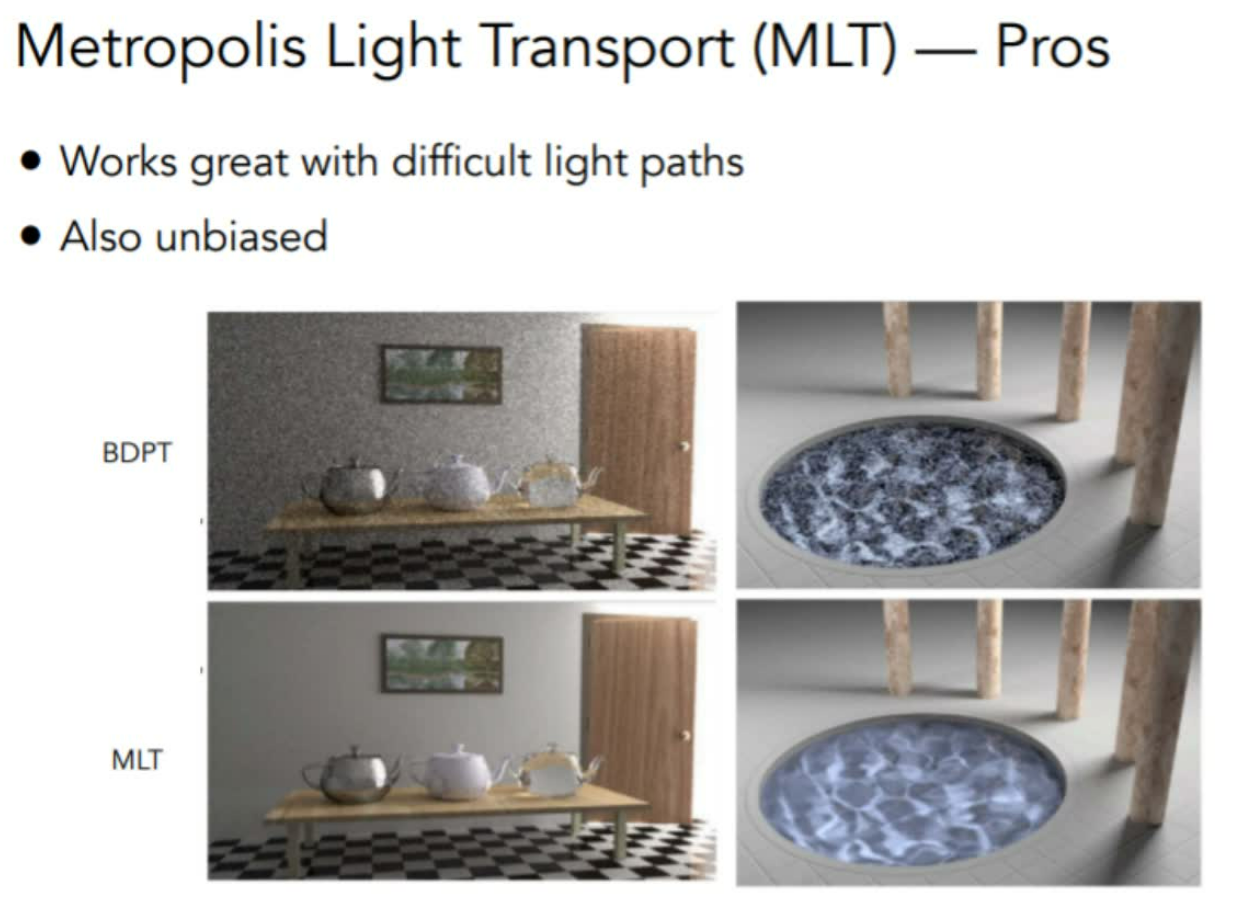 Metropolis Light Transport (MLT) — Pros
● Works great with difficult light paths
● Also unbiased
BDPT
MLT